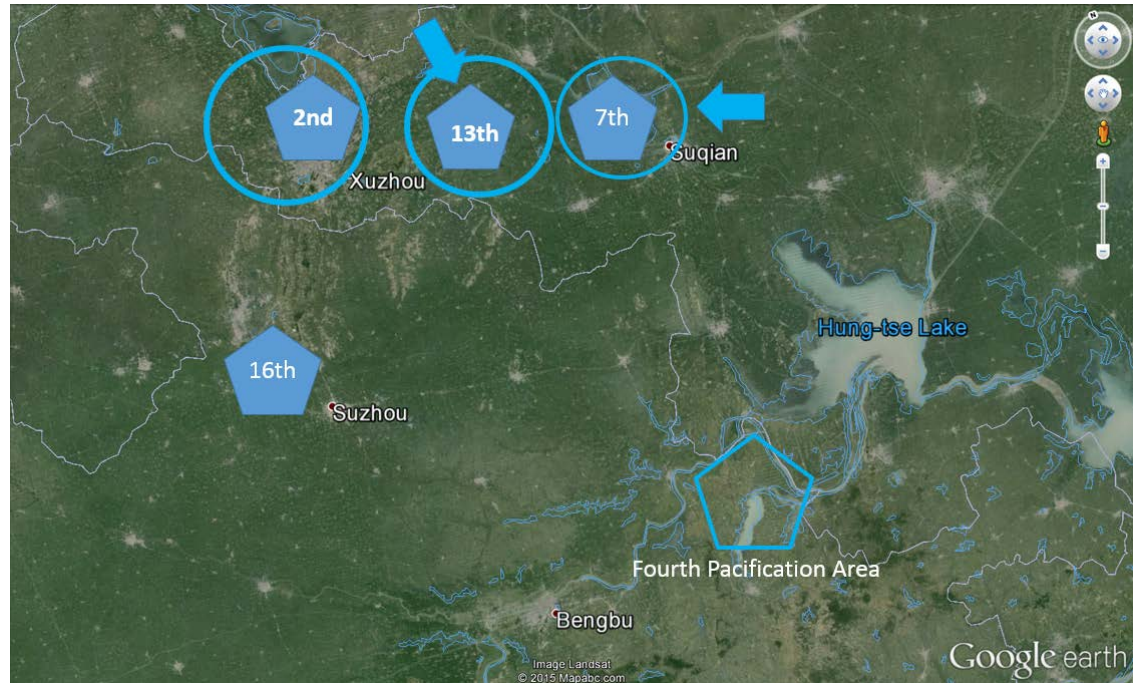 N
2nd
13th
7th
Suqian
Xuzhou
Hung-tse Lake
16th
Suzhou
Fourth Pacification Area
Bengbu
Image Landsat
© 2015 Mapabc.com
Google earth